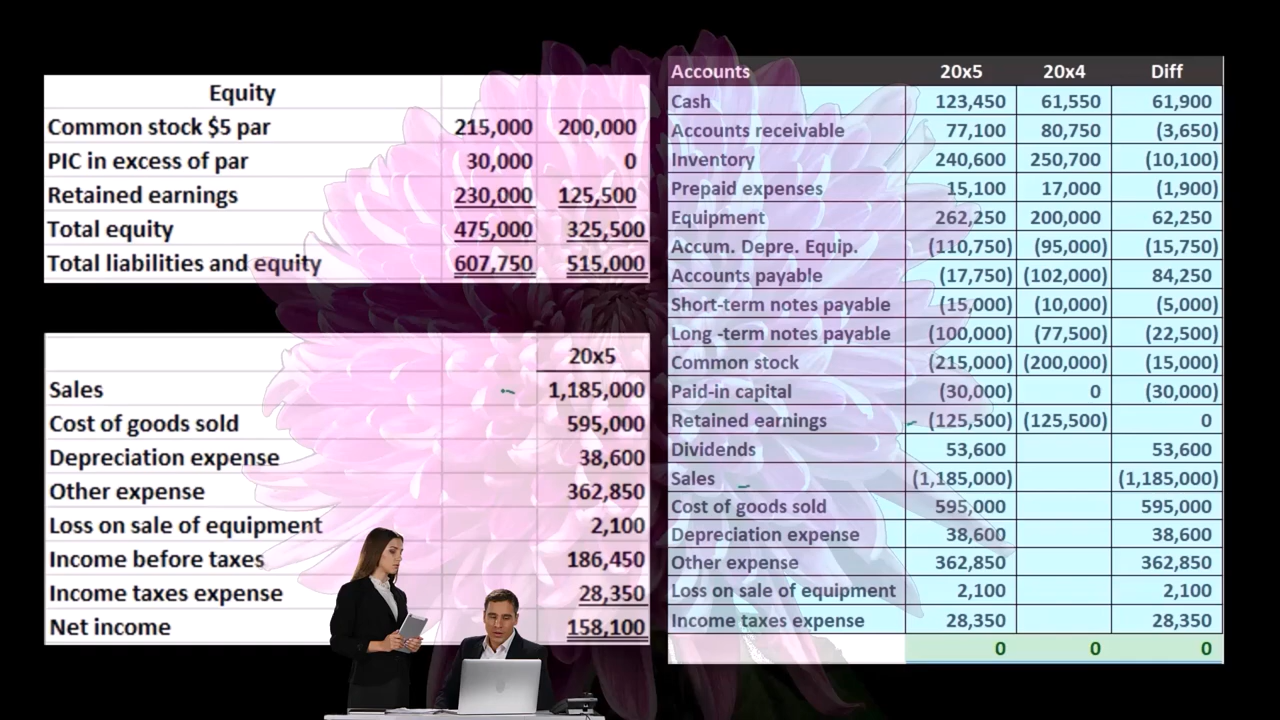 Equity
Common stock $5 par 215,000 200,000
PIC in excess of par 30,000 0
Retained earnings 230,000 125,500
Total equity 475,000 325,500
Total liabilities and equity 607,750 515,000
20x5
Sales 1,185,000
Cost of goods sold 595,000
Depreciation expense 38,600
Other expense 362,850
Loss on sale of equipment 2,100
Income before taxes 186,450
Income taxes expense 28,350
Net income 158,100
Accounts 20x5 20x4 Diff
Cash 123,450 61,550 61,900
Accounts receivable 77,100 80,750 (3,650)
Inventory 240,600 250,700 (10,100)
Prepaid expenses 15,100 17,000 (1,900)
Equipment 262,250 200,000 62,250
Accum. Depre. Equip. (110,750) (95,000) (15,750)
Accounts payable (17,750) (102,000) 84,250
Short-term notes payable (15,000) (10,000) (5,000)
Long -term notes payable (100,000) (77,500) (22,500)
Common stock (215,000) (200,000) (15,000)
Paid-in capital (30,000) 0 (30,000)
Retained earnings (125,500) (125,500) 0
Dividends 53,600 53,600
Sales (1,185,000) (1,185,000)
Cost of goods sold 595,000 595,000
Depreciation expense 38,600 38,600
Other expense 362,850 362,850
Loss on sale of equipment 2,100 2,100
Income taxes expense 28,350 28,350
0 0 0